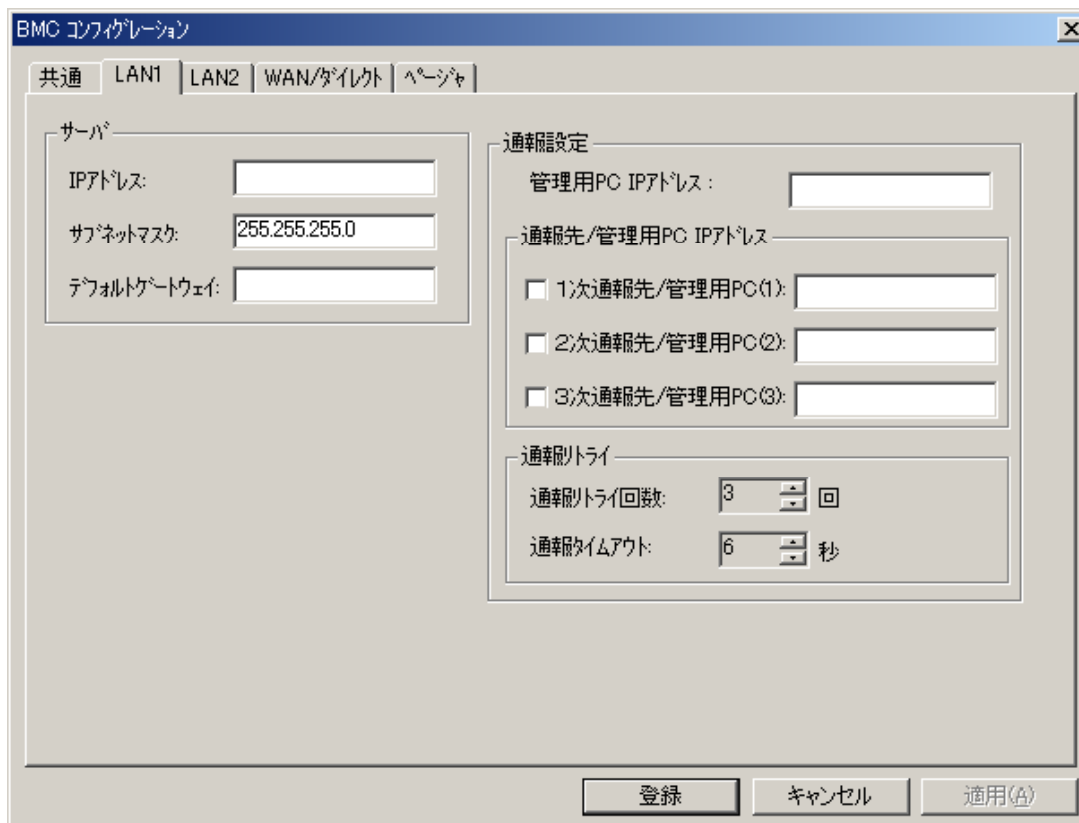 BMC ｺﾝﾌｨｸﾞﾚｰｼｮﾝ
共通 LAN1 LAN2 WAN/ﾀﾞｲﾚｸﾄ ﾍﾟｰｼﾞｬ
ｻｰﾊﾞ
IPｱﾄﾞﾚｽ:
ｻﾌﾞﾈｯﾄﾏｽｸ: 255.255.255.0
ﾃﾞﾌｫﾙﾄｹﾞｰﾄｳｪｲ:
通報設定
管理用PC IPｱﾄﾞﾚｽ :
通報先/管理用PC IPｱﾄﾞﾚｽ
1次通報先/管理用PC(1):
2次通報先/管理用PC(2):
3次通報先/管理用PC(3):
通報ﾘﾄﾗｲ
通報ﾘﾄﾗｲ回数: 3 回
通報ﾀｲﾑｱｳﾄ: 6 秒
登録 キャンセル 適用(A)